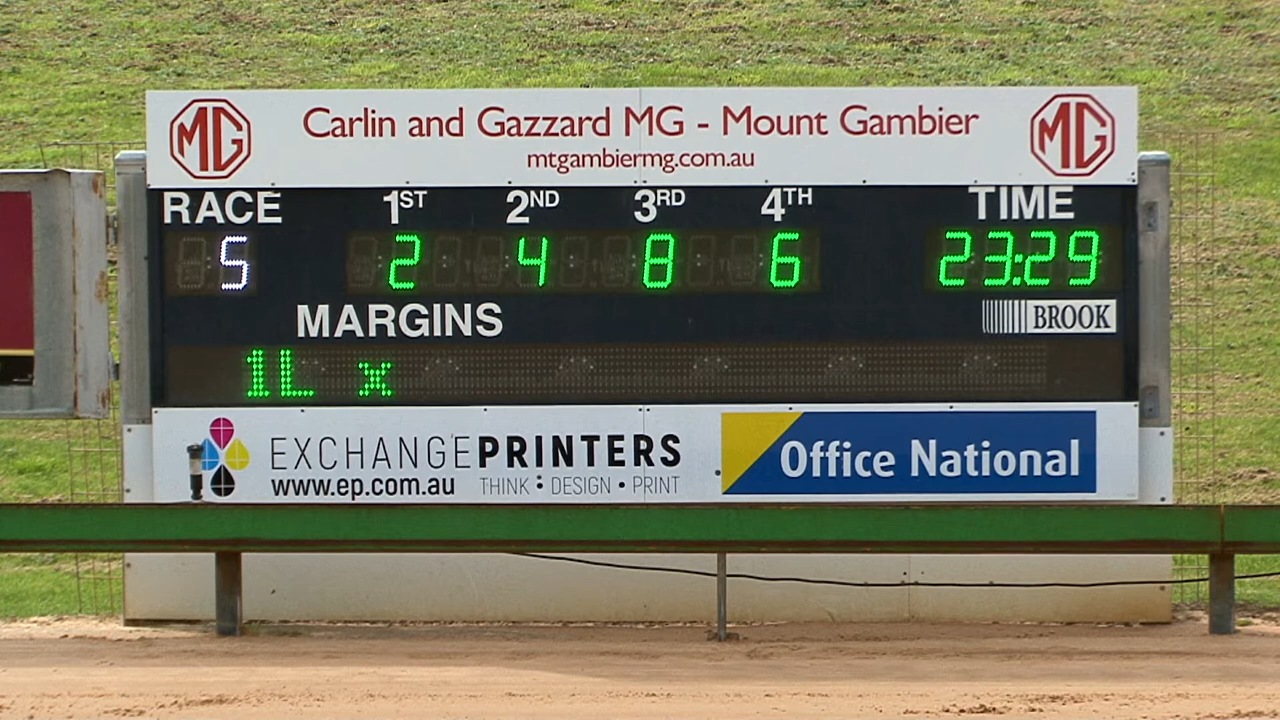 MG Carlin and Gazzard MG - Mount Gambier MG
mtgambiermg.com.au
RACE 1ST 2ND 3RD 4TH TIME
5 2 4 8 6 23:29
MARGINS BROOK
1L x
EXCHANGEPRINTERS Office National
www.ep.com.au THINK • DESIGN • PRINT